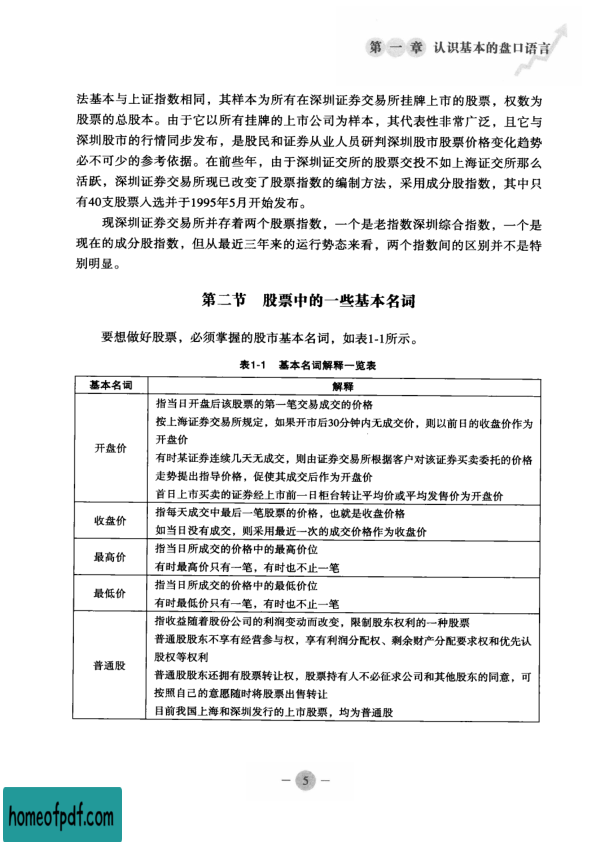 第一章 认识基本的盘口语言
法基本与上证指数相同，其样本为所有在深圳证券交易所挂牌上市的股票，权数为
股票的总股本。由于它以所有挂牌的上市公司为样本，其代表性非常广泛，且它与
深圳股市的行情同步发布，是股民和证券从业人员研判深圳股市股票价格变化趋势
必不可少的参考依据。在前些年，由于深圳证交所的股票交投不如上海证交所那么
活跃，深圳证券交易所现已改变了股票指数的编制方法，采用成分股指数，其中只
有40支股票入选并于1995年5月开始发布。
现深圳证券交易所并存着两个股票指数，一个是老指数深圳综合指数，一个是
现在的成分股指数，但从最近三年来的运行势态来看，两个指数间的区别并不是特
别明显。
第二节 股票中的一些基本名词
要想做好股票，必须掌握的股市基本名词，如表1-1所示。
表1-1 基本名词解释一览表
基本名词 解释
开盘价
指当日开盘后该股票的第一笔交易成交的价格
按上海证券交易所规定，如果开市后30分钟内无成交价，则以前日的收盘价作为
开盘价
有时某证券连续几天无成交，则由证券交易所根据客户对该证券买卖委托的价格
走势提出指导价格，促使其成交后作为开盘价
首日上市买卖的证券经上市前一日柜台转让平均价或平均发售价为开盘价
收盘价
指每天成交中最后一笔股票的价格，也就是收盘价格
如当日没有成交，则采用最近一次的成交价格作为收盘价
最高价
指当日所成交的价格中的最高价位
有时最高价只有一笔，有时也不止一笔
最低价
指当日所成交的价格中的最低价位
有时最低价只有一笔，有时也不止一笔
普通股
指收益随着股份公司的利润变动而改变，限制股东权利的一种股票
普通股股东不享有经营参与权，享有利润分配权、剩余财产分配要求权和优先认
股权等权利
普通股股东还拥有股票转让权，股票持有人不必征求公司和其他股东的同意，可
按照自己的意愿随时将股票出售转让
目前我国上海和深圳发行的上市股票，均为普通股
— 5 —
homeofpdf.com